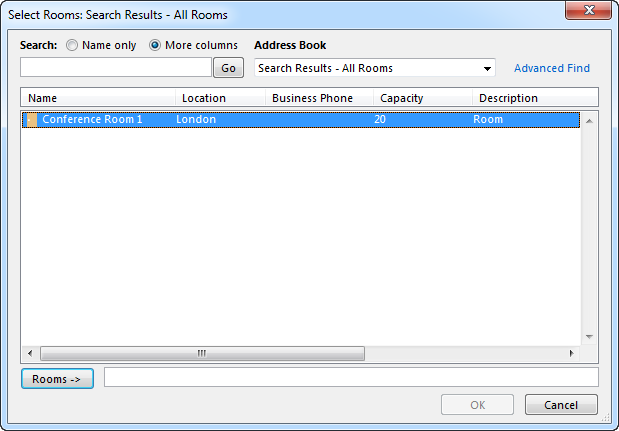 Select Rooms: Search Results - All Rooms
Search: Name only More columns Address Book
Go Search Results - All Rooms Advanced Find
Name Location Business Phone Capacity Description
Conference Room 1 London 20 Room
Rooms ->
OK Cancel